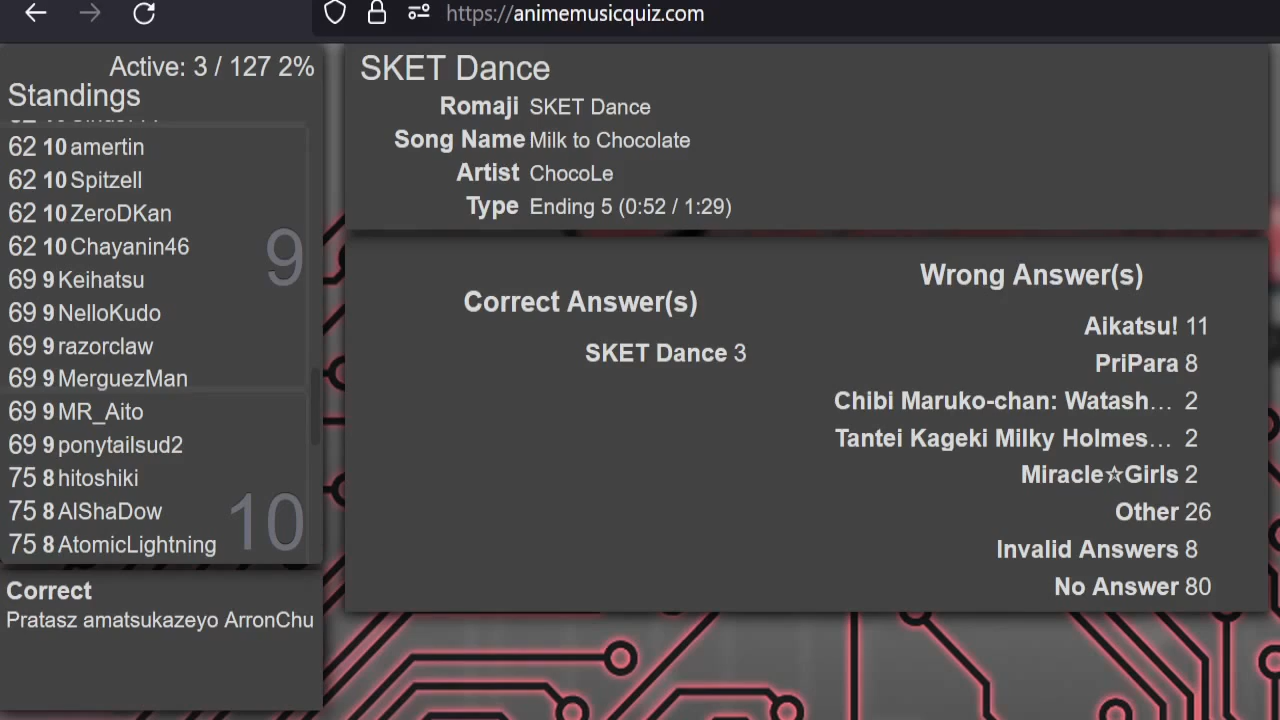 https://animemusicquiz.com
Active: 3 / 127 2%
Standings
62 10 amertin
62 10 Spitzell
62 10 ZeroDKan
62 10 Chayanin46
9
69 9 Keihatsu
69 9 NelloKudo
69 9 razorclaw
69 9 MerguezMan
69 9 MR_Aito
69 9 ponytailsud2
75 8 hitoshiki
75 8 AlShaDow
75 8 AtomicLightning
10
Correct
Pratasz amatsukazeyo ArronChu
SKET Dance
Romaji SKET Dance
Song Name Milk to Chocolate
Artist ChocoLe
Type Ending 5 (0:52 / 1:29)
Correct Answer(s)
SKET Dance 3
Wrong Answer(s)
Aikatsu! 11
PriPara 8
Chibi Maruko-chan: Watash... 2
Tantei Kageki Milky Holmes... 2
Miracle☆Girls 2
Other 26
Invalid Answers 8
No Answer 80